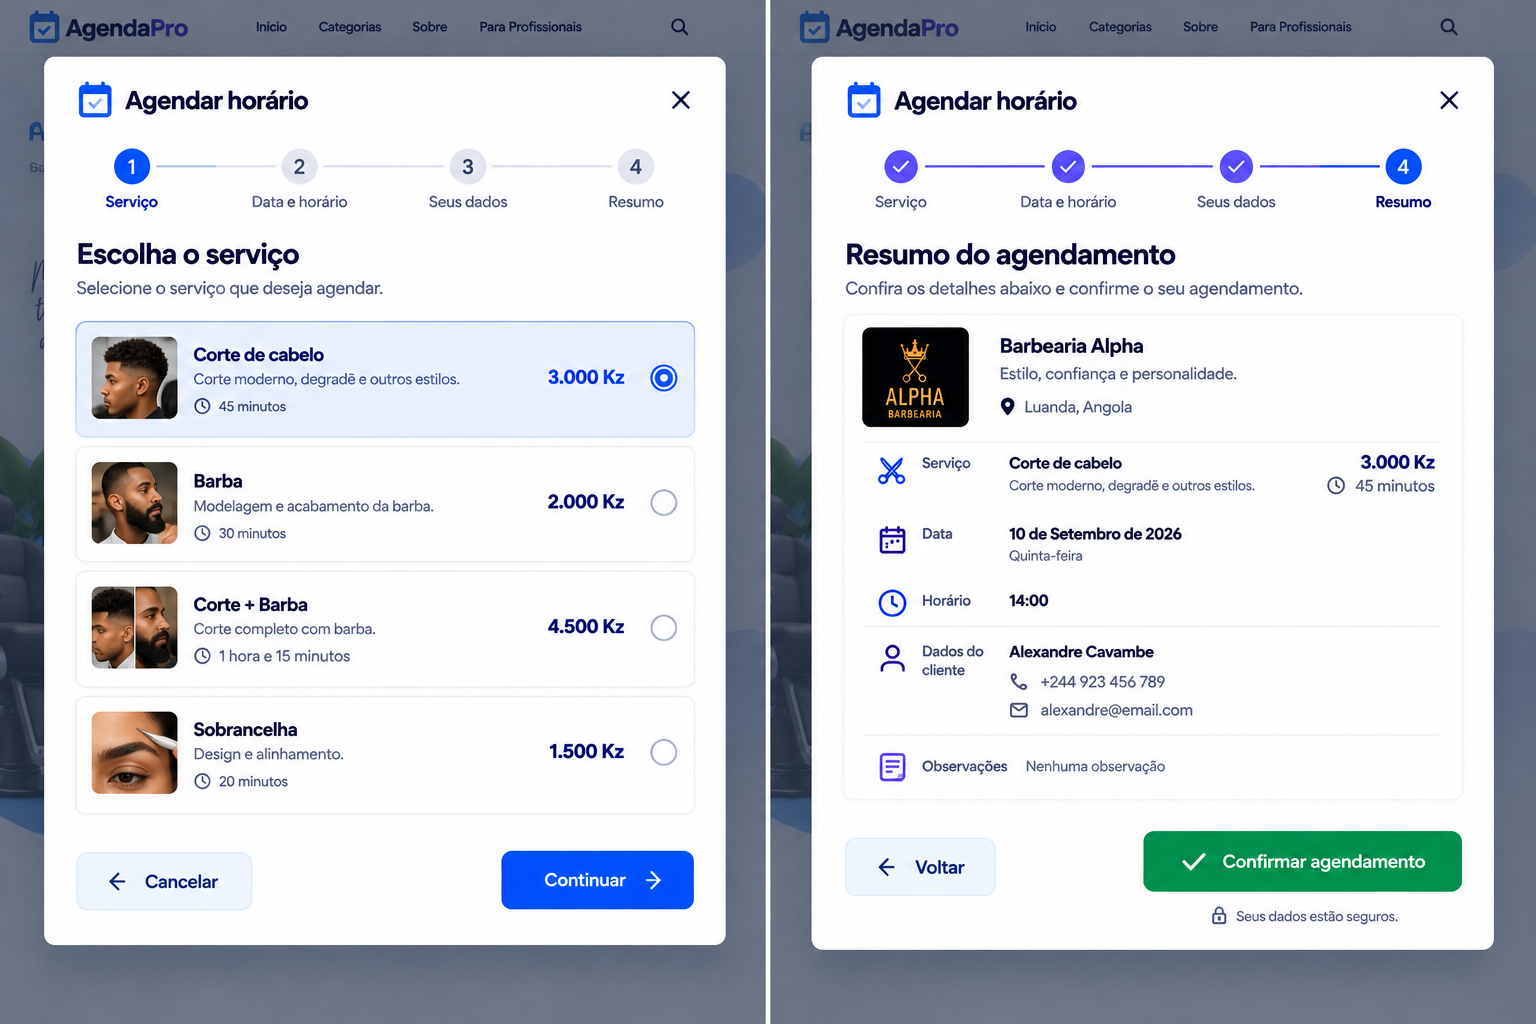 AgendaPro
Início Categorias Sobre Para Profissionais
Agendar horário
1 2 3 4
Serviço Data e horário Seus dados Resumo
Escolha o serviço
Selecione o serviço que deseja agendar.
Corte de cabelo
Corte moderno, degradê e outros estilos.
45 minutos
3.000 Kz
Barba
Modelagem e acabamento da barba.
30 minutos
2.000 Kz
Corte + Barba
Corte completo com barba.
1 hora e 15 minutos
4.500 Kz
Sobrancelha
Design e alinhamento.
20 minutos
1.500 Kz
Cancelar
Continuar
AgendaPro
Início Categorias Sobre Para Profissionais
Agendar horário
4
Serviço Data e horário Seus dados Resumo
Resumo do agendamento
Confira os detalhes abaixo e confirme o seu agendamento.
ALPHA
BARBEARIA
Barbearia Alpha
Estilo, confiança e personalidade.
Luanda, Angola
Serviço
Corte de cabelo
Corte moderno, degradê e outros estilos.
3.000 Kz
45 minutos
Data
10 de Setembro de 2026
Quinta-feira
Horário
14:00
Dados do
cliente
Alexandre Cavambe
+244 923 456 789
alexandre@email.com
Observações Nenhuma observação
Voltar
Confirmar agendamento
Seus dados estão seguros.